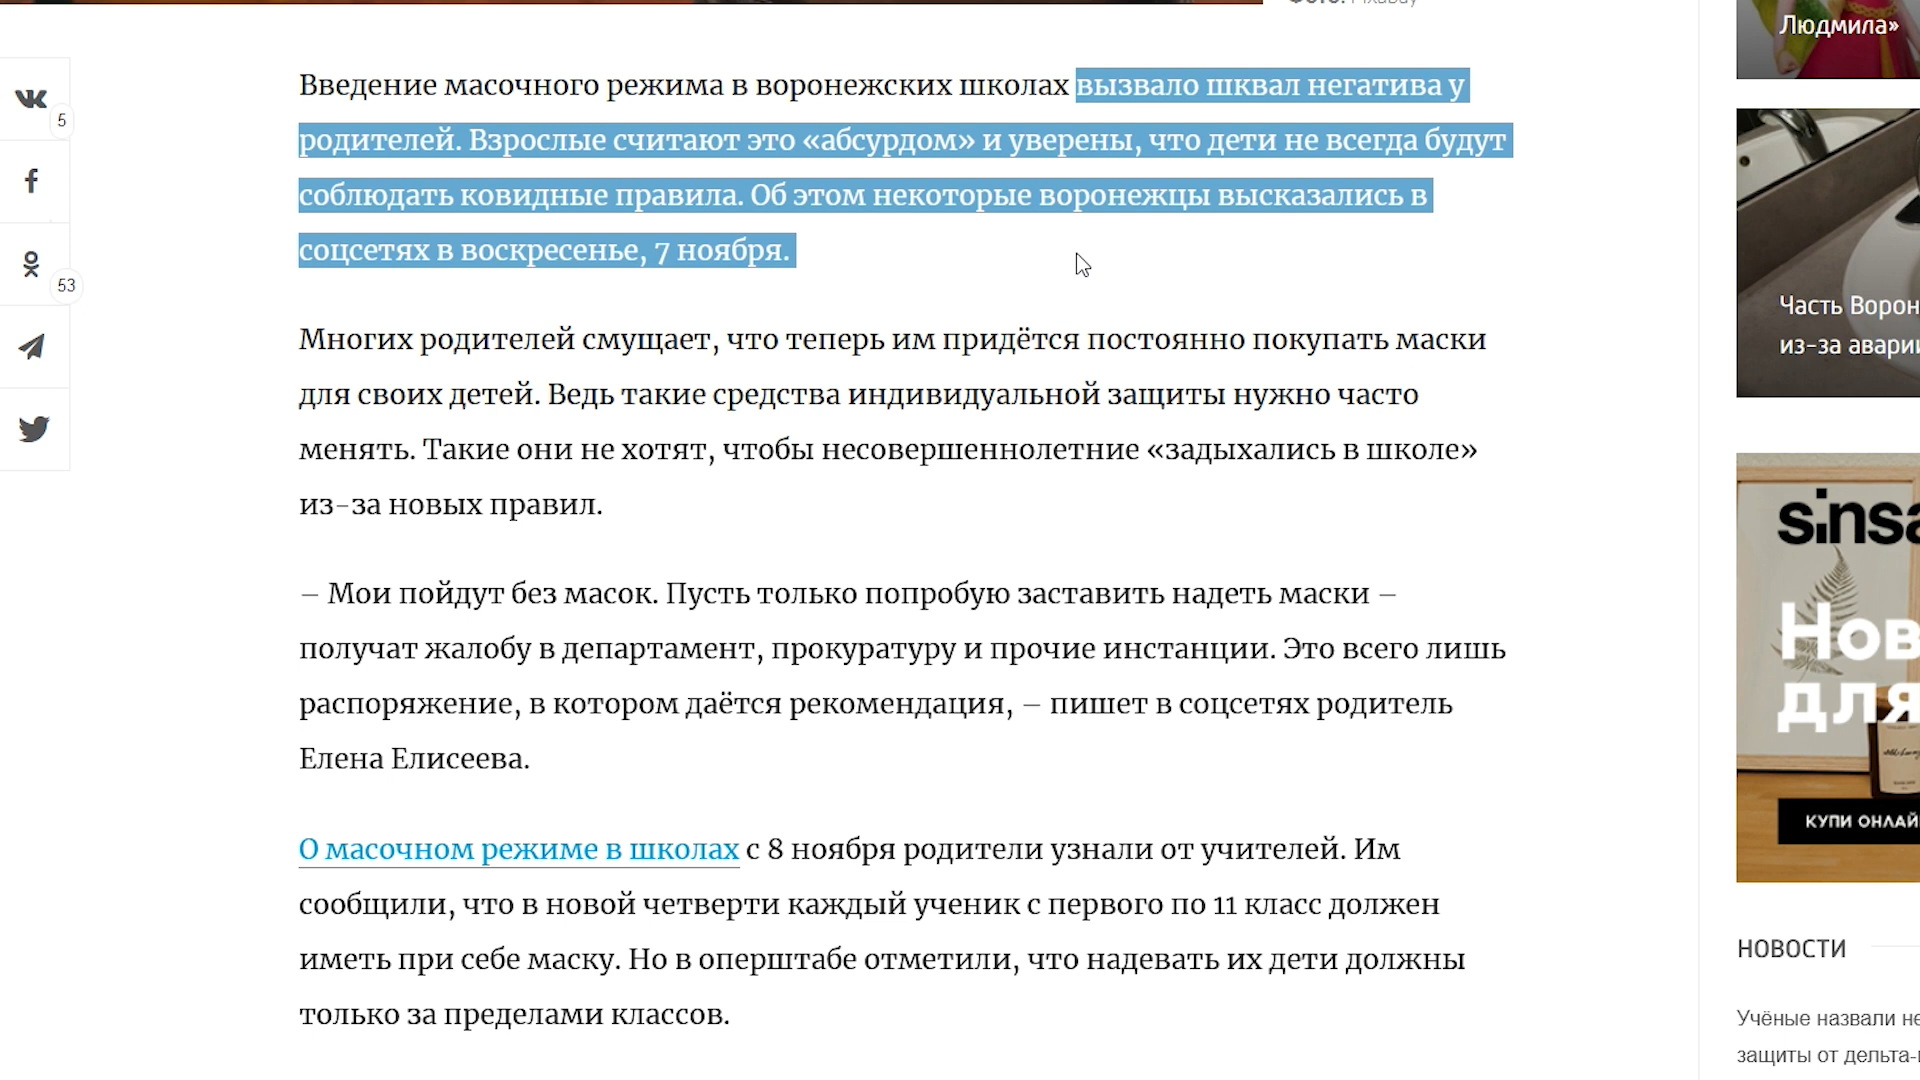 Людмила»
5
53
Введение масочного режима в воронежских школах вызвало шквал негатива у
родителей. Взрослые считают это «абсурдом» и уверены, что дети не всегда будут
соблюдать ковидные правила. Об этом некоторые воронежцы высказались в
соцсетях в воскресенье, 7 ноября.
Многих родителей смущает, что теперь им придётся постоянно покупать маски
для своих детей. Ведь такие средства индивидуальной защиты нужно часто
менять. Такие они не хотят, чтобы несовершеннолетние «задыхались в школе»
из-за новых правил.
– Мои пойдут без масок. Пусть только попробую заставить надеть маски –
получат жалобу в департамент, прокуратуру и прочие инстанции. Это всего лишь
распоряжение, в котором даётся рекомендация, – пишет в соцсетях родитель
Елена Елисеева.
О масочном режиме в школах с 8 ноября родители узнали от учителей. Им
сообщили, что в новой четверти каждый ученик с первого по 11 класс должен
иметь при себе маску. Но в оперштабе отметили, что надевать их дети должны
только за пределами классов.
Часть Ворон
из-за авари
sinsa
Нов
для
КУПИ ОНЛАЙ
НОВОСТИ
Учёные назвали не
защиты от дельта-